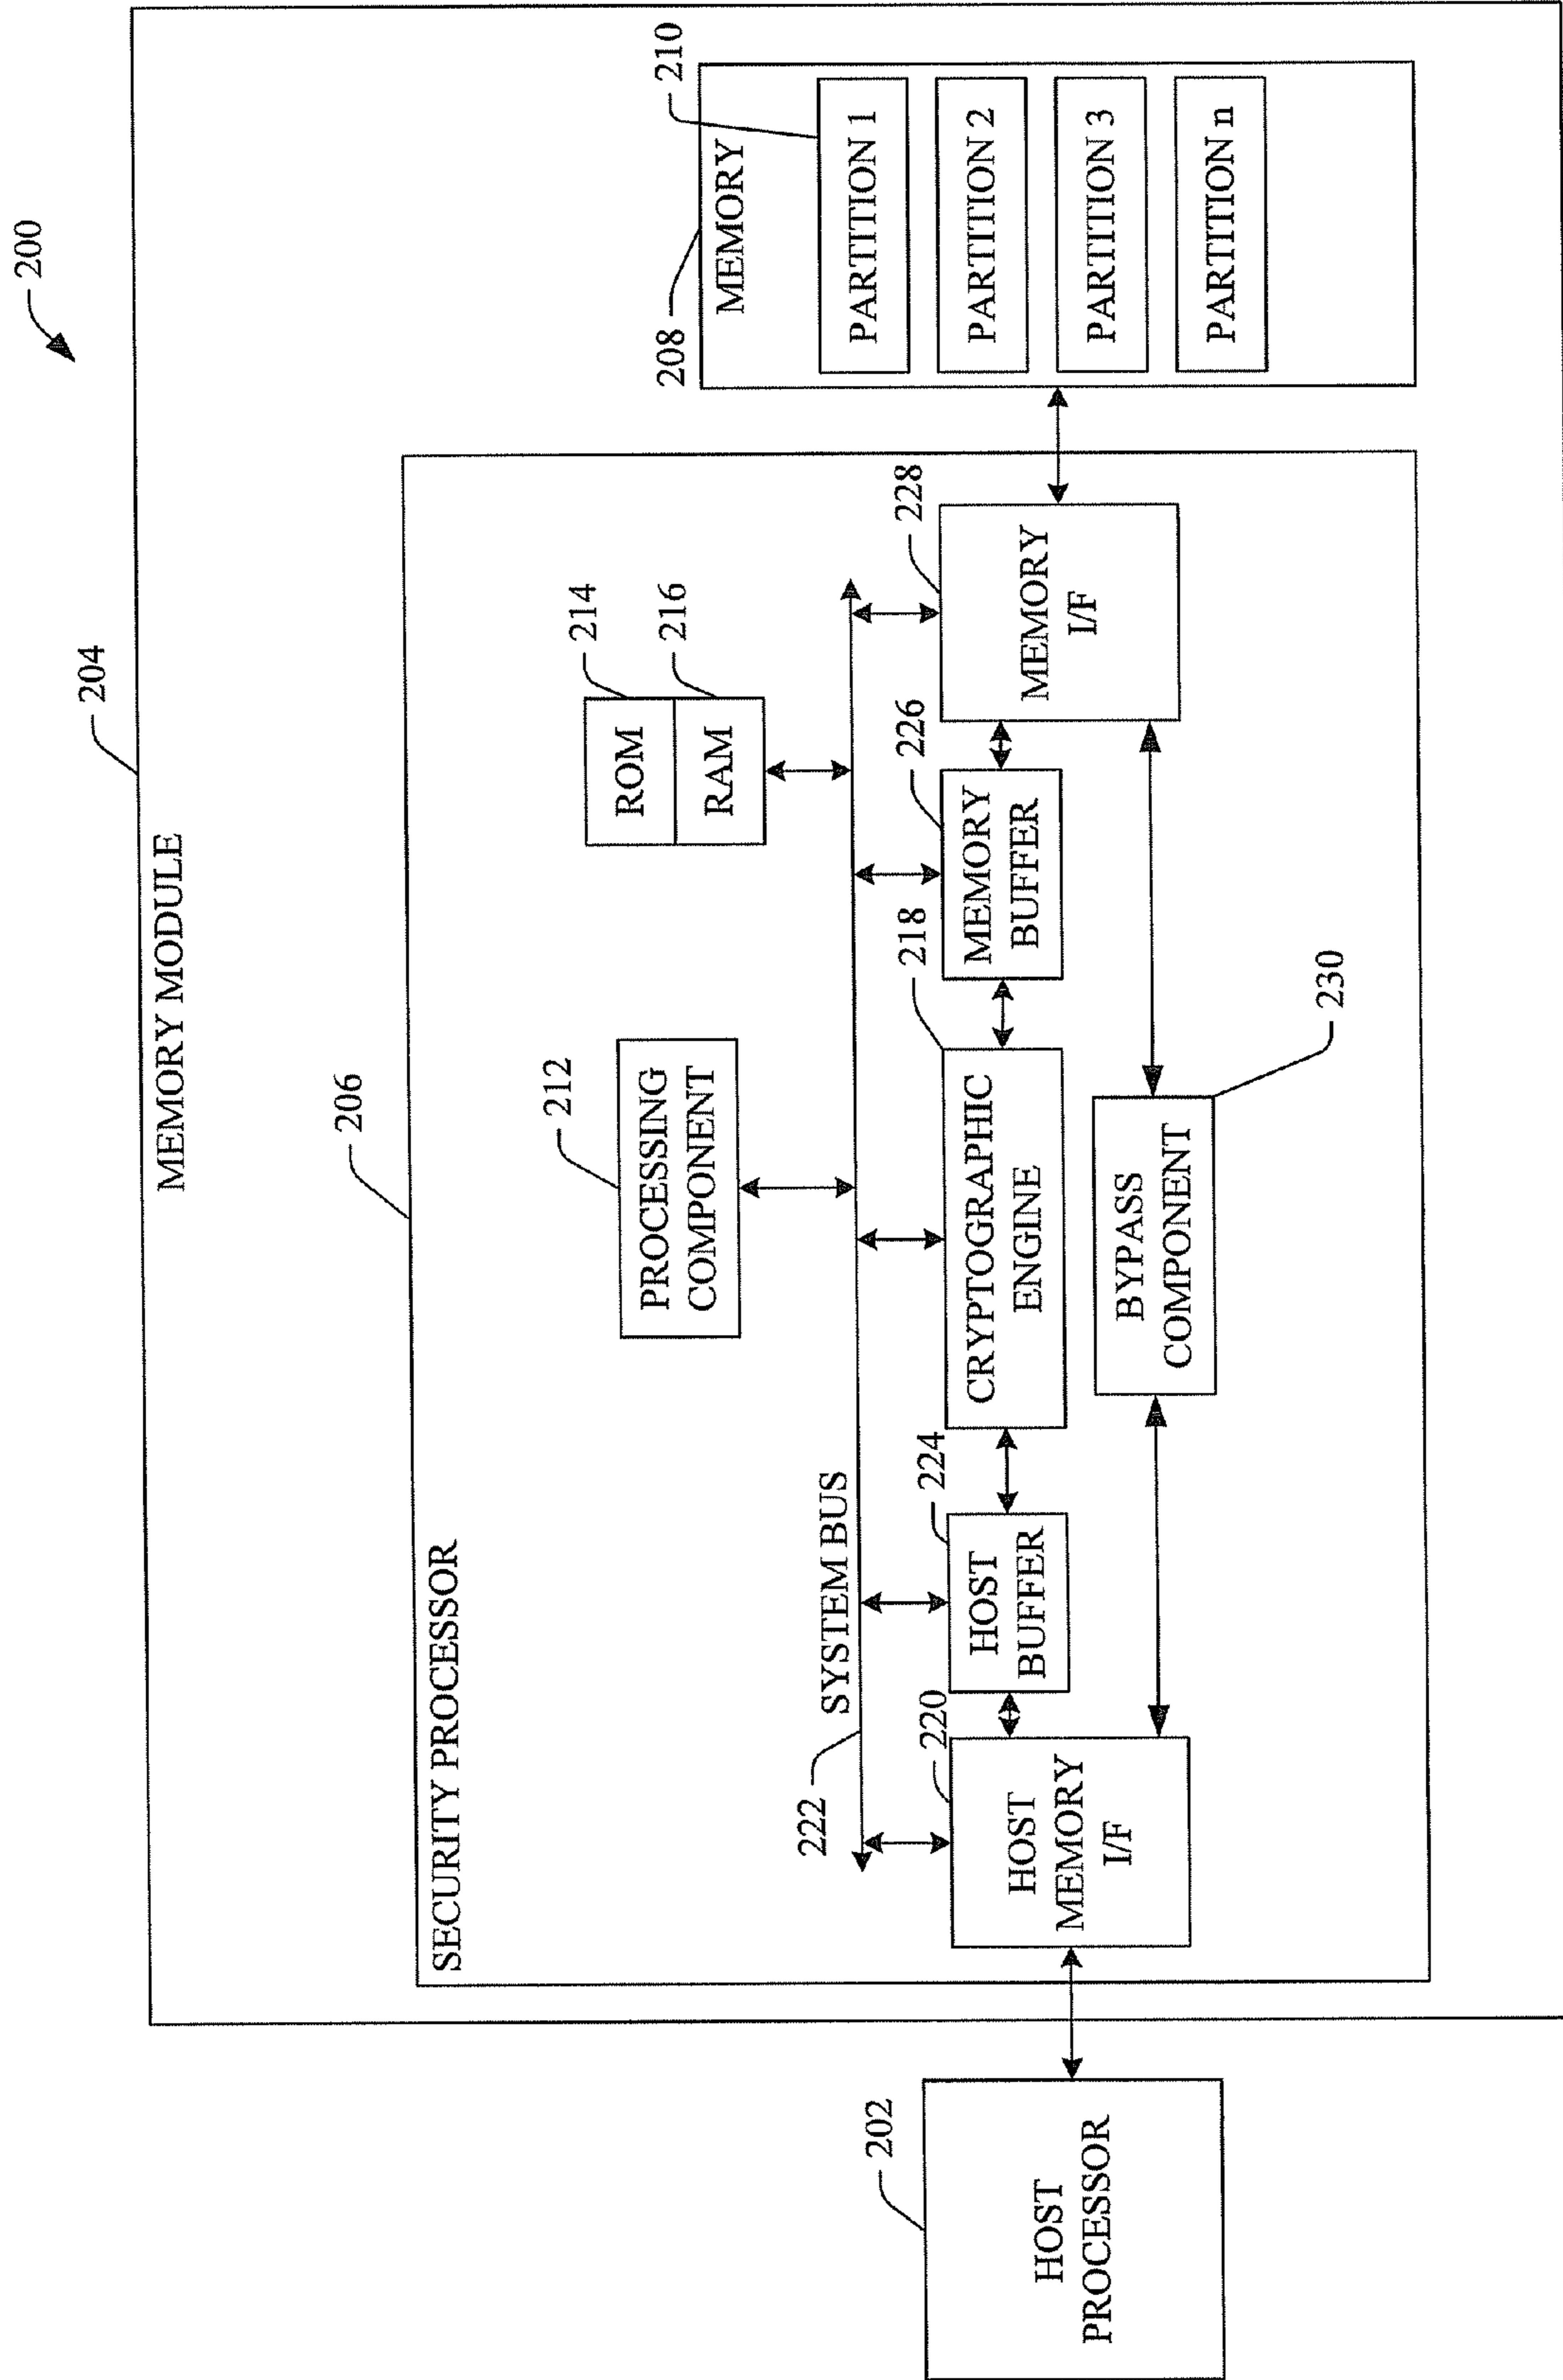 200
204
MEMORY MODULE
206
SECURITY PROCESSOR
212
PROCESSING
COMPONENT
214
ROM
216
RAM
208
MEMORY
210
PARTITION 1
PARTITION 2
PARTITION 3
PARTITION n
222
SYSTEM BUS
202
HOST
PROCESSOR
220
HOST
MEMORY
I/F
224
HOST
BUFFER
218
CRYPTOGRAPHIC
ENGINE
226
MEMORY
BUFFER
228
MEMORY
I/F
BYPASS
COMPONENT
230